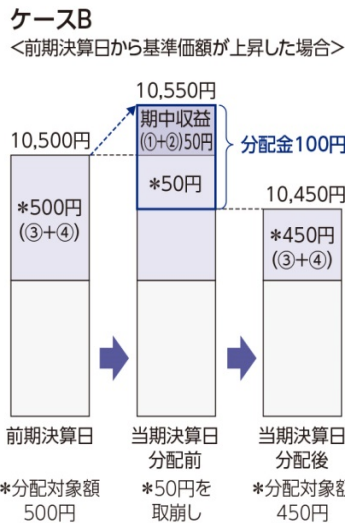 ケースB
<前期決算日から基準価額が上昇した場合>
10,550円
10,500円
期中収益
(①+②)50円
分配金100円
*50円
*500円
(③+④)
10,450円
*450円
(③+④)
前期決算日
当期決算日
分配前
当期決算日
分配後
*分配対象額
500円
*50円を
取崩し
*分配対象額
450円